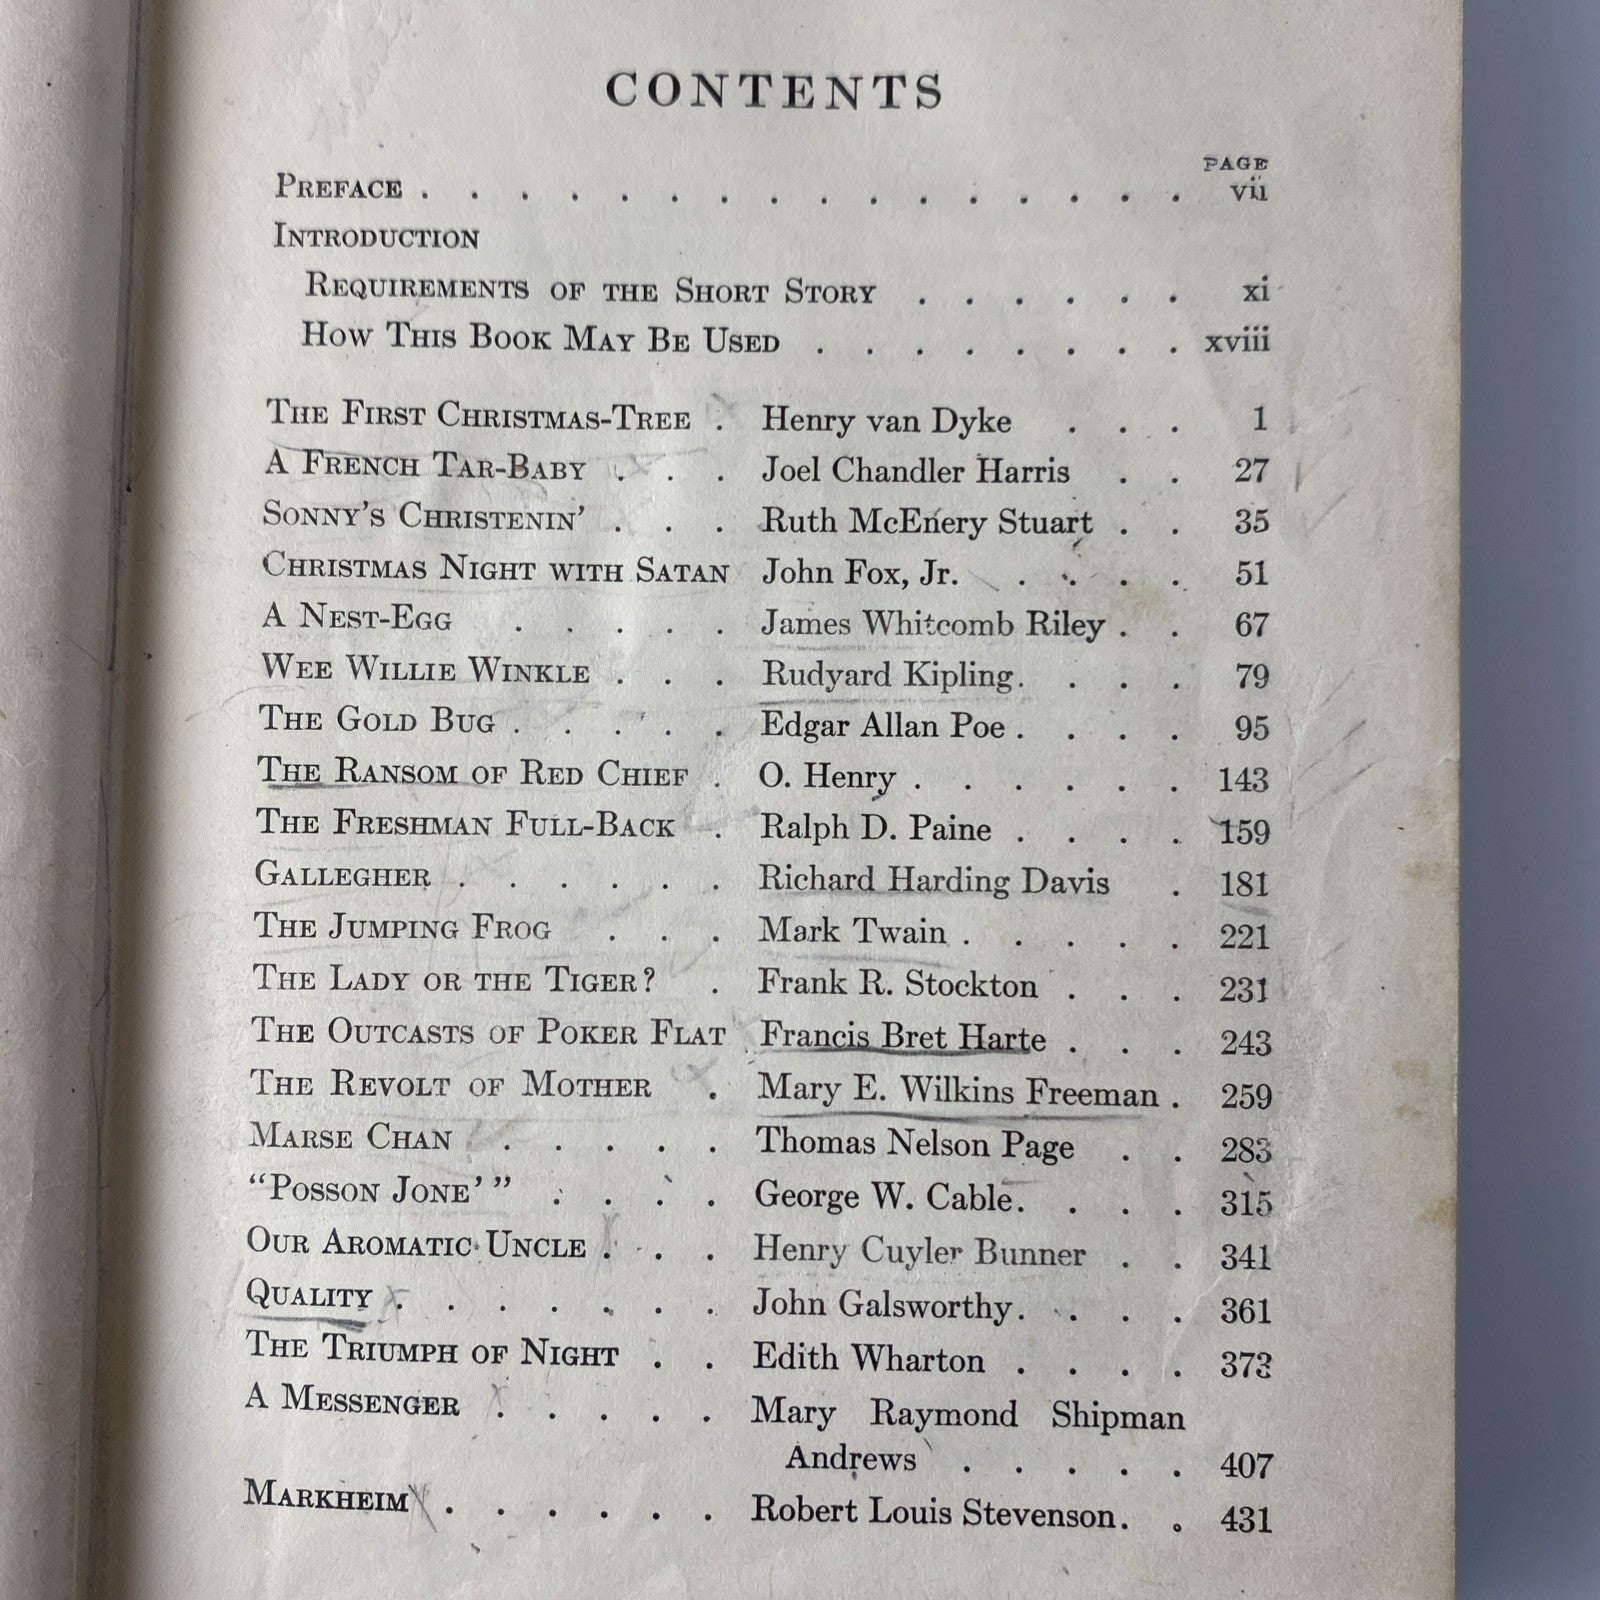 CONTENTS
PAGE
PREFACE . . . . . . . . . . . . . . . . vii
INTRODUCTION
REQUIREMENTS OF THE SHORT STORY . . . . . . xi
HOW THIS BOOK MAY BE USED . . . . . . . . xviii
THE FIRST CHRISTMAS-TREE . Henry van Dyke . . . 1
A FRENCH TAR-BABY . . . Joel Chandler Harris . . 27
SONNY'S CHRISTENIN' . . . Ruth McEnery Stuart . . 35
CHRISTMAS NIGHT WITH SATAN John Fox, Jr. . . . . 51
A NEST-EGG . . . . . James Whitcomb Riley . . 67
WEE WILLIE WINKLE . . . Rudyard Kipling . . . . 79
THE GOLD BUG . . . . . Edgar Allan Poe . . . . 95
THE RANSOM OF RED CHIEF . O. Henry . . . . . . 143
THE FRESHMAN FULL-BACK . Ralph D. Paine . . . . 159
GALLEGHER . . . . . . Richard Harding Davis . 181
THE JUMPING FROG . . . Mark Twain . . . . . 221
THE LADY OR THE TIGER? . Frank R. Stockton . . . 231
THE OUTCASTS OF POKER FLAT Francis Bret Harte . . . 243
THE REVOLT OF MOTHER . Mary E. Wilkins Freeman . 259
MARSE CHAN . . . . . Thomas Nelson Page . . 283
"POSSON JONE'" . . . . George W. Cable . . . . 315
OUR AROMATIC UNCLE . . . Henry Cuyler Bunner . . 341
QUALITY . . . . . . . John Galsworthy . . . . 361
THE TRIUMPH OF NIGHT . . Edith Wharton . . . . 373
A MESSENGER . . . . . Mary Raymond Shipman
Andrews . . . . . 407
MARKHEIM . . . . . . Robert Louis Stevenson . . 431